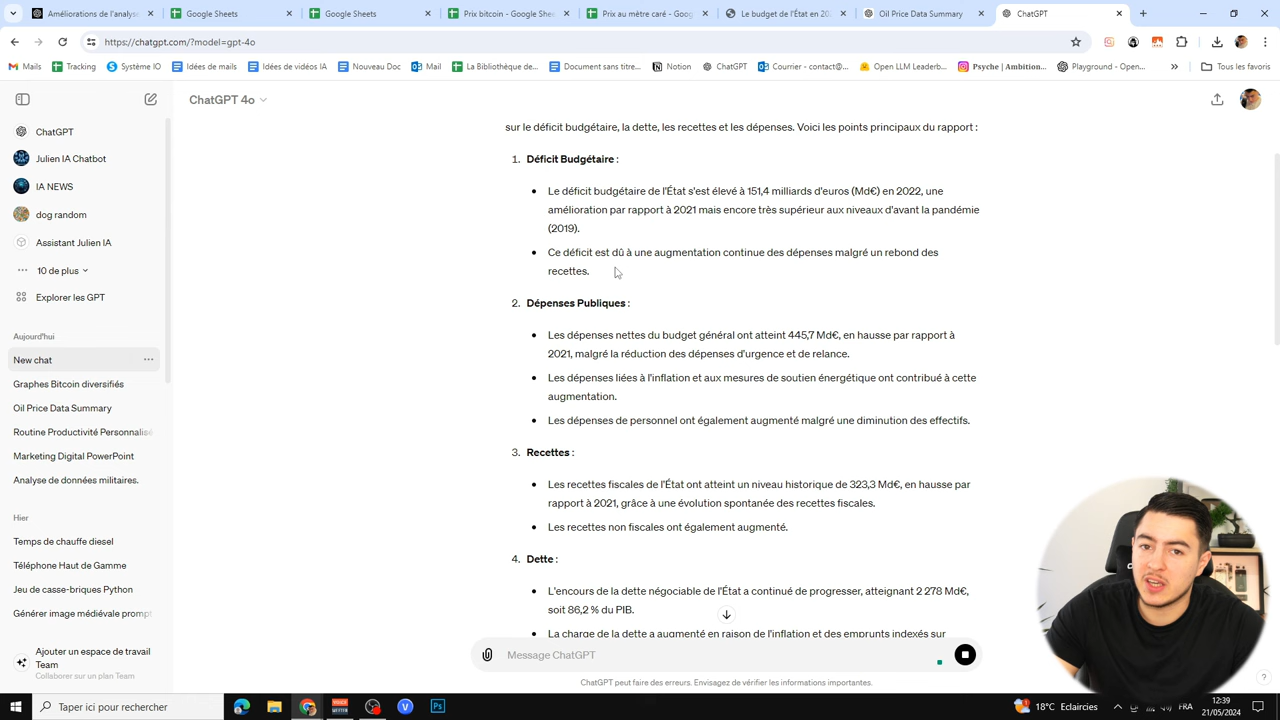 Améliorations de l'analyse
Google Sheets
Google Sheets
Prix bitcoin - Google Shee
Prix au mètre carré - Goog
Le budget de l'État en 202
Oil Price Data Summary
ChatGPT
https://chatgpt.com/?model=gpt-4o
Mails
Tracking
Système IO
Idées de mails
Idées de vidéos IA
Nouveau Doc
Mail
La Bibliothèque de...
Document sans titre...
Notion
ChatGPT
Courrier - contact@...
Open LLM Leaderb...
Psyche | Ambition...
Playground - Open...
Tous les favoris
ChatGPT 4o
ChatGPT
Julien IA Chatbot
IA NEWS
dog random
Assistant Julien IA
10 de plus
Explorer les GPT
Aujourd'hui
New chat
Graphes Bitcoin diversifiés
Oil Price Data Summary
Routine Productivité Personnalisé
Marketing Digital PowerPoint
Analyse de données militaires.
Hier
Temps de chauffe diesel
Téléphone Haut de Gamme
Jeu de casse-briques Python
Générer image médiévale prompt
Ajouter un espace de travail
Team
Collaborer sur un plan Team
sur le déficit budgétaire, la dette, les recettes et les dépenses. Voici les points principaux du rapport :
1. Déficit Budgétaire :
Le déficit budgétaire de l'État s'est élevé à 151,4 milliards d'euros (Md€) en 2022, une
amélioration par rapport à 2021 mais encore très supérieur aux niveaux d'avant la pandémie
(2019).
Ce déficit est dû à une augmentation continue des dépenses malgré un rebond des
recettes.
2. Dépenses Publiques :
Les dépenses nettes du budget général ont atteint 445,7 Md€, en hausse par rapport à
2021, malgré la réduction des dépenses d'urgence et de relance.
Les dépenses liées à l'inflation et aux mesures de soutien énergétique ont contribué à cette
augmentation.
Les dépenses de personnel ont également augmenté malgré une diminution des effectifs.
3. Recettes :
Les recettes fiscales de l'État ont atteint un niveau historique de 323,3 Md€, en hausse par
rapport à 2021, grâce à une évolution spontanée des recettes fiscales.
Les recettes non fiscales ont également augmenté.
4. Dette :
L'encours de la dette négociable de l'État a continué de progresser, atteignant 2 278 Md€,
soit 86,2 % du PIB.
La charge de la dette a augmenté en raison de l'inflation et des emprunts indexés sur
Message ChatGPT
ChatGPT peut faire des erreurs. Envisagez de vérifier les informations importantes.
?
Taper ici pour rechercher
18°C Eclaircies
FRA
12:39
21/05/2024